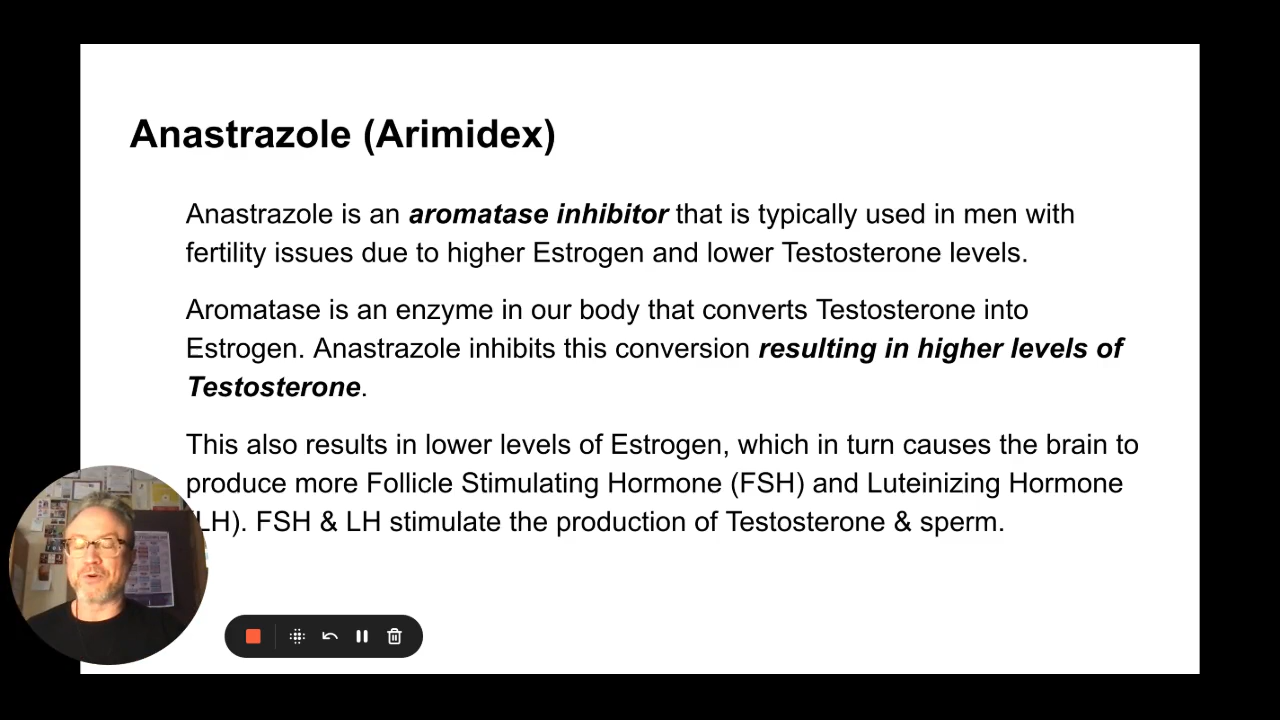 Anastrazole (Arimidex)
Anastrazole is an aromatase inhibitor that is typically used in men with
fertility issues due to higher Estrogen and lower Testosterone levels.
Aromatase is an enzyme in our body that converts Testosterone into
Estrogen. Anastrazole inhibits this conversion resulting in higher levels of
Testosterone.
This also results in lower levels of Estrogen, which in turn causes the brain to
produce more Follicle Stimulating Hormone (FSH) and Luteinizing Hormone
(LH). FSH & LH stimulate the production of Testosterone & sperm.